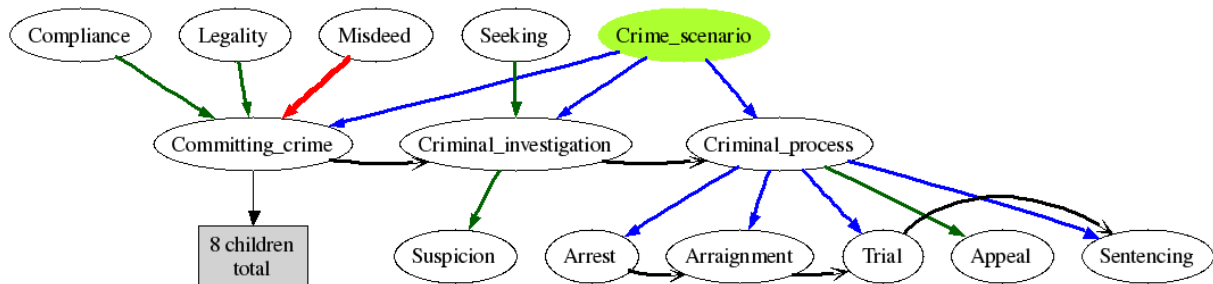 Compliance
Legality
Misdeed
Seeking
Crime_scenario
Committing_crime
Criminal_investigation
Criminal_process
8 children
total
Suspicion
Arrest
Arraignment
Trial
Appeal
Sentencing